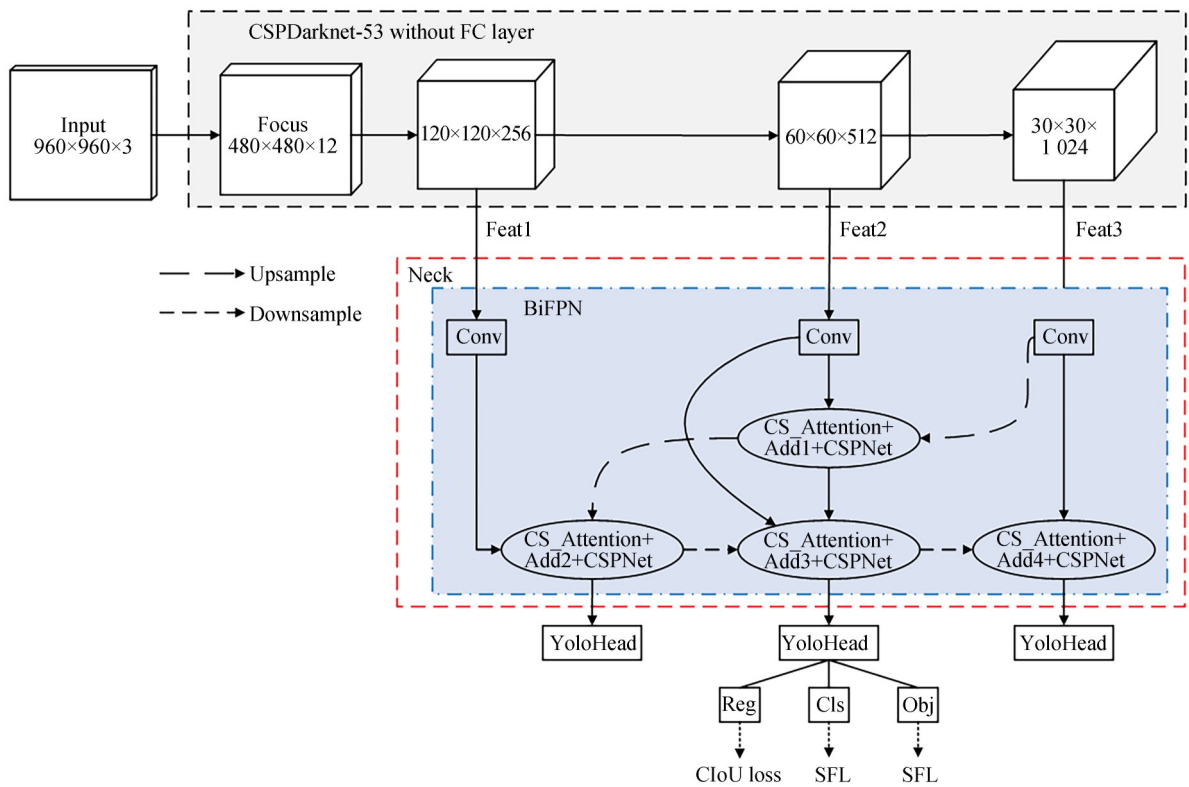 CSPDarknet-53 without FC layer
Input
960×960×3
Focus
480×480×12
120×120×256
60×60×512
30×30×
1 024
Feat1
Feat2
Feat3
Upsample
Downsample
Neck
BiFPN
Conv
Conv
Conv
CS_Attention+
Add1+CSPNet
CS_Attention+
Add2+CSPNet
CS_Attention+
Add3+CSPNet
CS_Attention+
Add4+CSPNet
YoloHead
YoloHead
YoloHead
Reg
Cls
Obj
CIoU loss
SFL
SFL